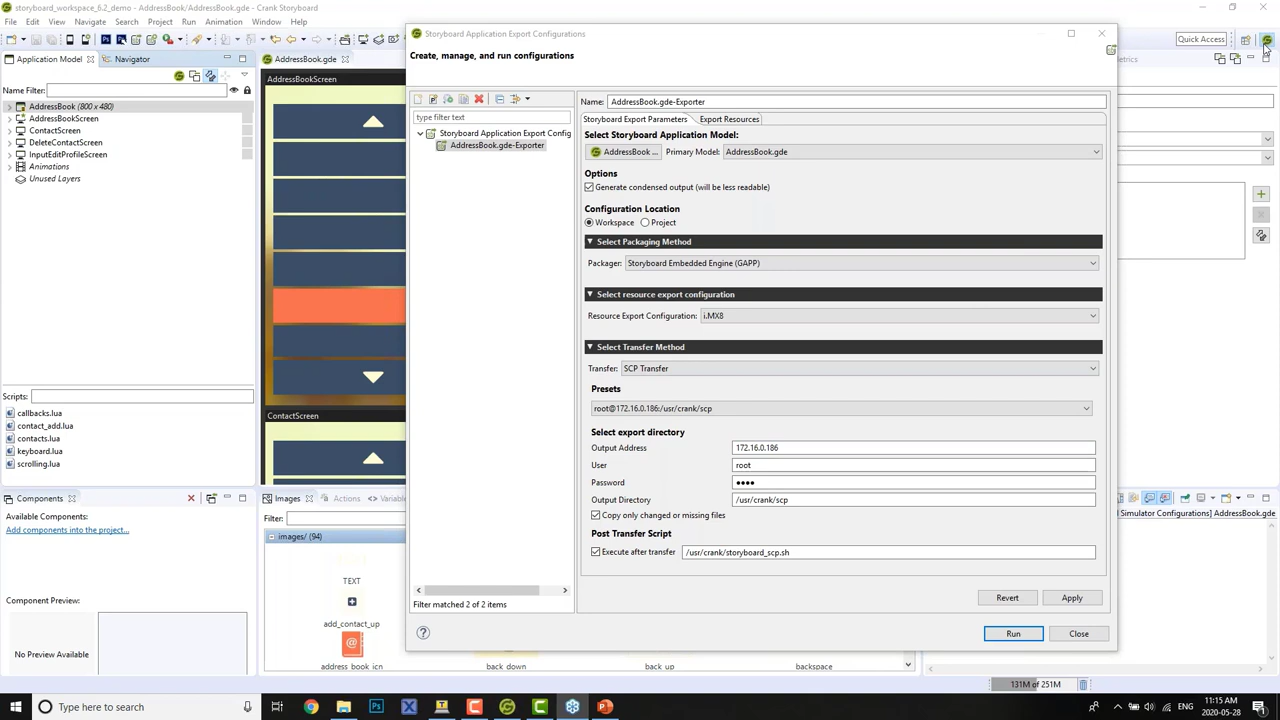 storyboard_workspace_6.2_demo - AddressBook/AddressBook.gde - Crank Storyboard
File Edit View Navigate Search Project Run Animation Window Help
Quick Access
Application Model
Navigator
Name Filter:
AddressBook (800 x 480)
AddressBookScreen
ContactScreen
DeleteContactScreen
InputEditProfileScreen
Animations
Unused Layers
Scripts:
callbacks.lua
contact_add.lua
contacts.lua
keyboard.lua
scrolling.lua
Components
Available Components:
Add components into the project...
Component Preview:
No Preview Available
AddressBook.gde
AddressBookScreen
ContactScreen
Images
Actions
Filter:
images/ (94)
TEXT
add_contact_up
address_book_icn
back_down
back_up
backspace
Storyboard Application Export Configurations
Create, manage, and run configurations
type filter text
Storyboard Application Export Config
AddressBook.gde-Exporter
Filter matched 2 of 2 items
Name: AddressBook.gde-Exporter
Storyboard Export Parameters
Export Resources
Select Storyboard Application Model:
AddressBook ...
Primary Model: AddressBook.gde
Options
Generate condensed output (will be less readable)
Configuration Location
Workspace
Project
Select Packaging Method
Packager: Storyboard Embedded Engine (GAPP)
Select resource export configuration
Resource Export Configuration: i.MX8
Select Transfer Method
Transfer: SCP Transfer
Presets
root@172.16.0.186:/usr/crank/scp
Select export directory
Output Address 172.16.0.186
User root
Password ••••
Output Directory /usr/crank/scp
Copy only changed or missing files
Post Transfer Script
Execute after transfer /usr/crank/storyboard_scp.sh
Revert
Apply
Run
Close
Simulator Configurations] AddressBook.gde
131M of 251M
Type here to search
ENG
11:15 AM
2020-05-28